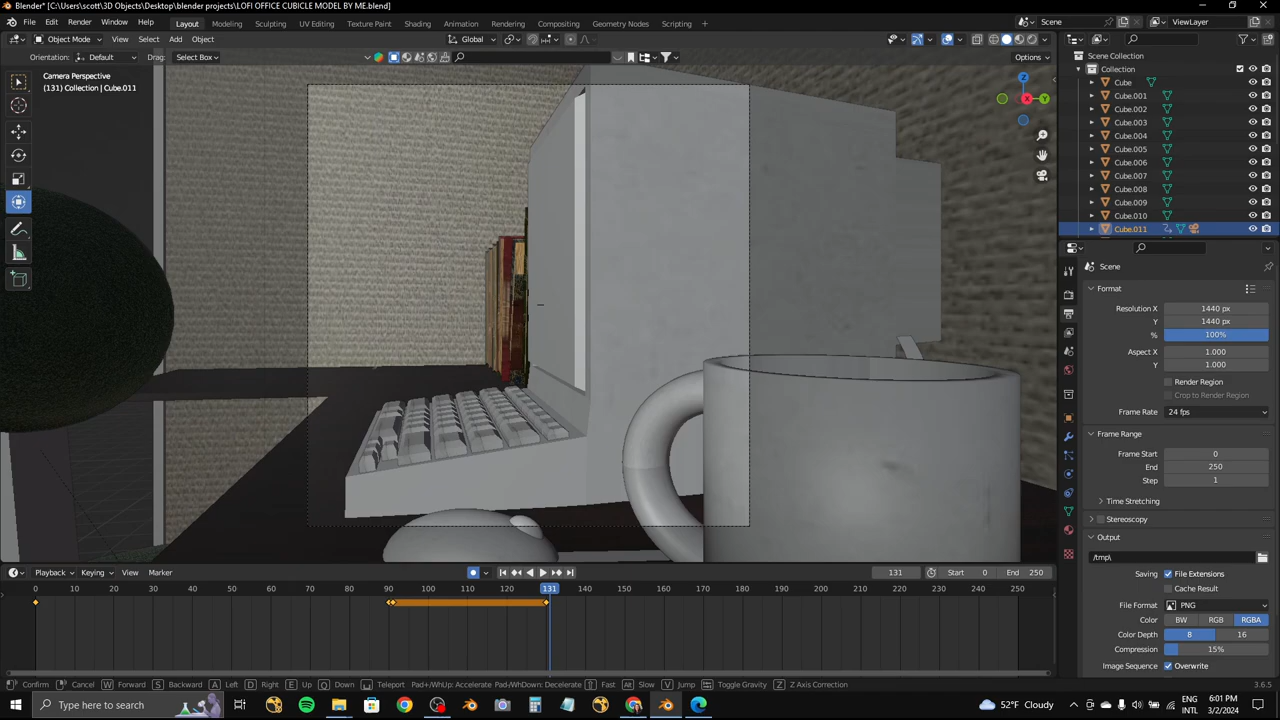 Blender* [C:\Users\scott\3D Objects\Desktop\blender projects\LOFI OFFICE CUBICLE MODEL BY ME.blend]
File Edit Render Window Help Layout Modeling Sculpting UV Editing Texture Paint Shading Animation Rendering Compositing Geometry Nodes Scripting + Scene ViewLayer
Object Mode View Select Add Object Global
Orientation: Default Drag: Select Box Options
Camera Perspective
(131) Collection | Cube.011
Scene Collection
Collection
Cube
Cube.001
Cube.002
Cube.003
Cube.004
Cube.005
Cube.006
Cube.007
Cube.008
Cube.009
Cube.010
Cube.011
Scene
Format
Resolution X 1440 px
Y 1440 px
% 100%
Aspect X 1.000
Y 1.000
Render Region
Crop to Render Region
Frame Rate 24 fps
Frame Range
Frame Start 0
End 250
Step 1
Time Stretching
Stereoscopy
Output
/tmp\
Saving File Extensions
Cache Result
File Format PNG
Color BW RGB RGBA
Color Depth 8 16
Compression 15%
Image Sequence Overwrite
Playback Keying View Marker 131 Start 0 End 250
0 10 20 30 40 50 60 70 80 90 100 110 120 131 140 150 160 170 180 190 200 210 220 230 240 250
Confirm Cancel W Forward S Backward A Left D Right E Up Q Down Teleport Pad+/WhUp: Accelerate Pad-/WhDown: Decelerate Fast Alt Slow V Jump Toggle Gravity Z Z Axis Correction 3.6.5
Type here to search 52°F Cloudy ENG INTL 6:01 PM 3/2/2024
X Y Z